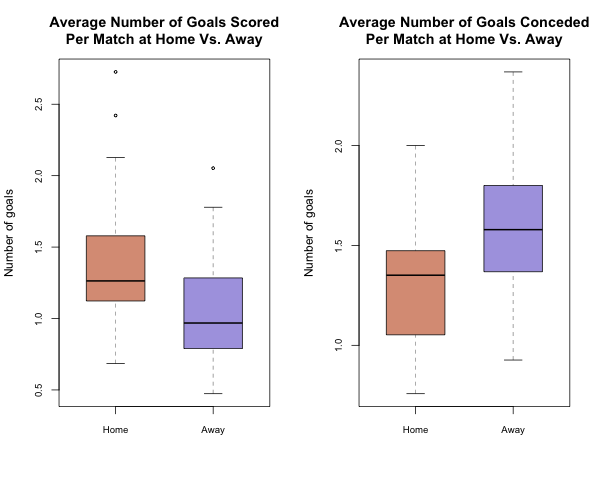 Average Number of Goals Scored
Per Match at Home Vs. Away
Number of goals
2.5
2.0
1.5
1.0
0.5
Home Away
Average Number of Goals Conceded
Per Match at Home Vs. Away
Number of goals
2.0
1.5
1.0
Home Away